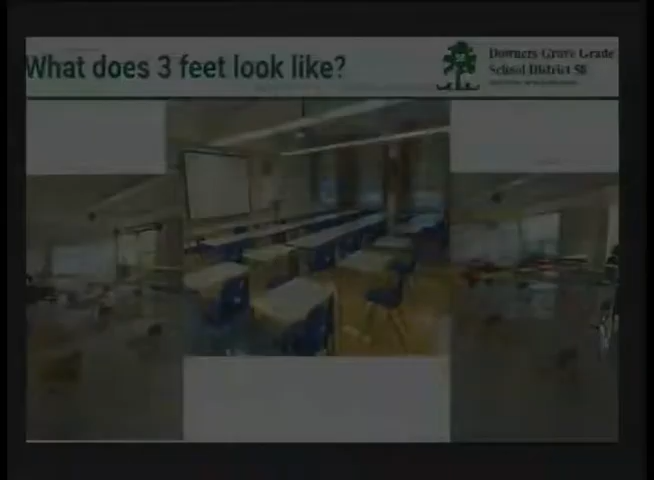 What does 3 feet look like?
Downers Grove Grade
School District 58